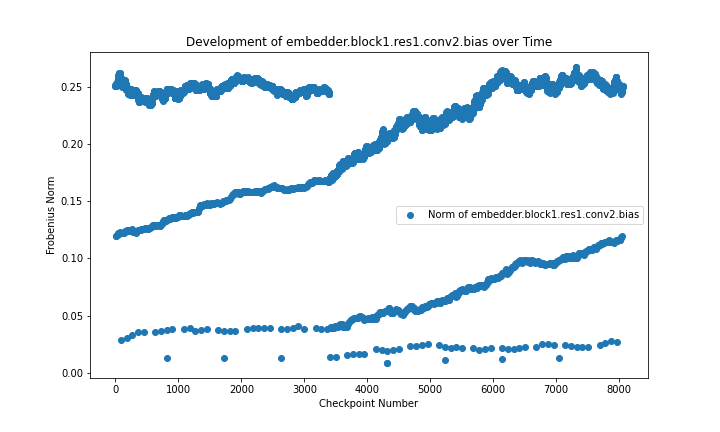 Development of embedder.block1.res1.conv2.bias over Time
Frobenius Norm
0.25
0.20
0.15
0.10
0.05
0.00
Norm of embedder.block1.res1.conv2.bias
0 1000 2000 3000 4000 5000 6000 7000 8000
Checkpoint Number